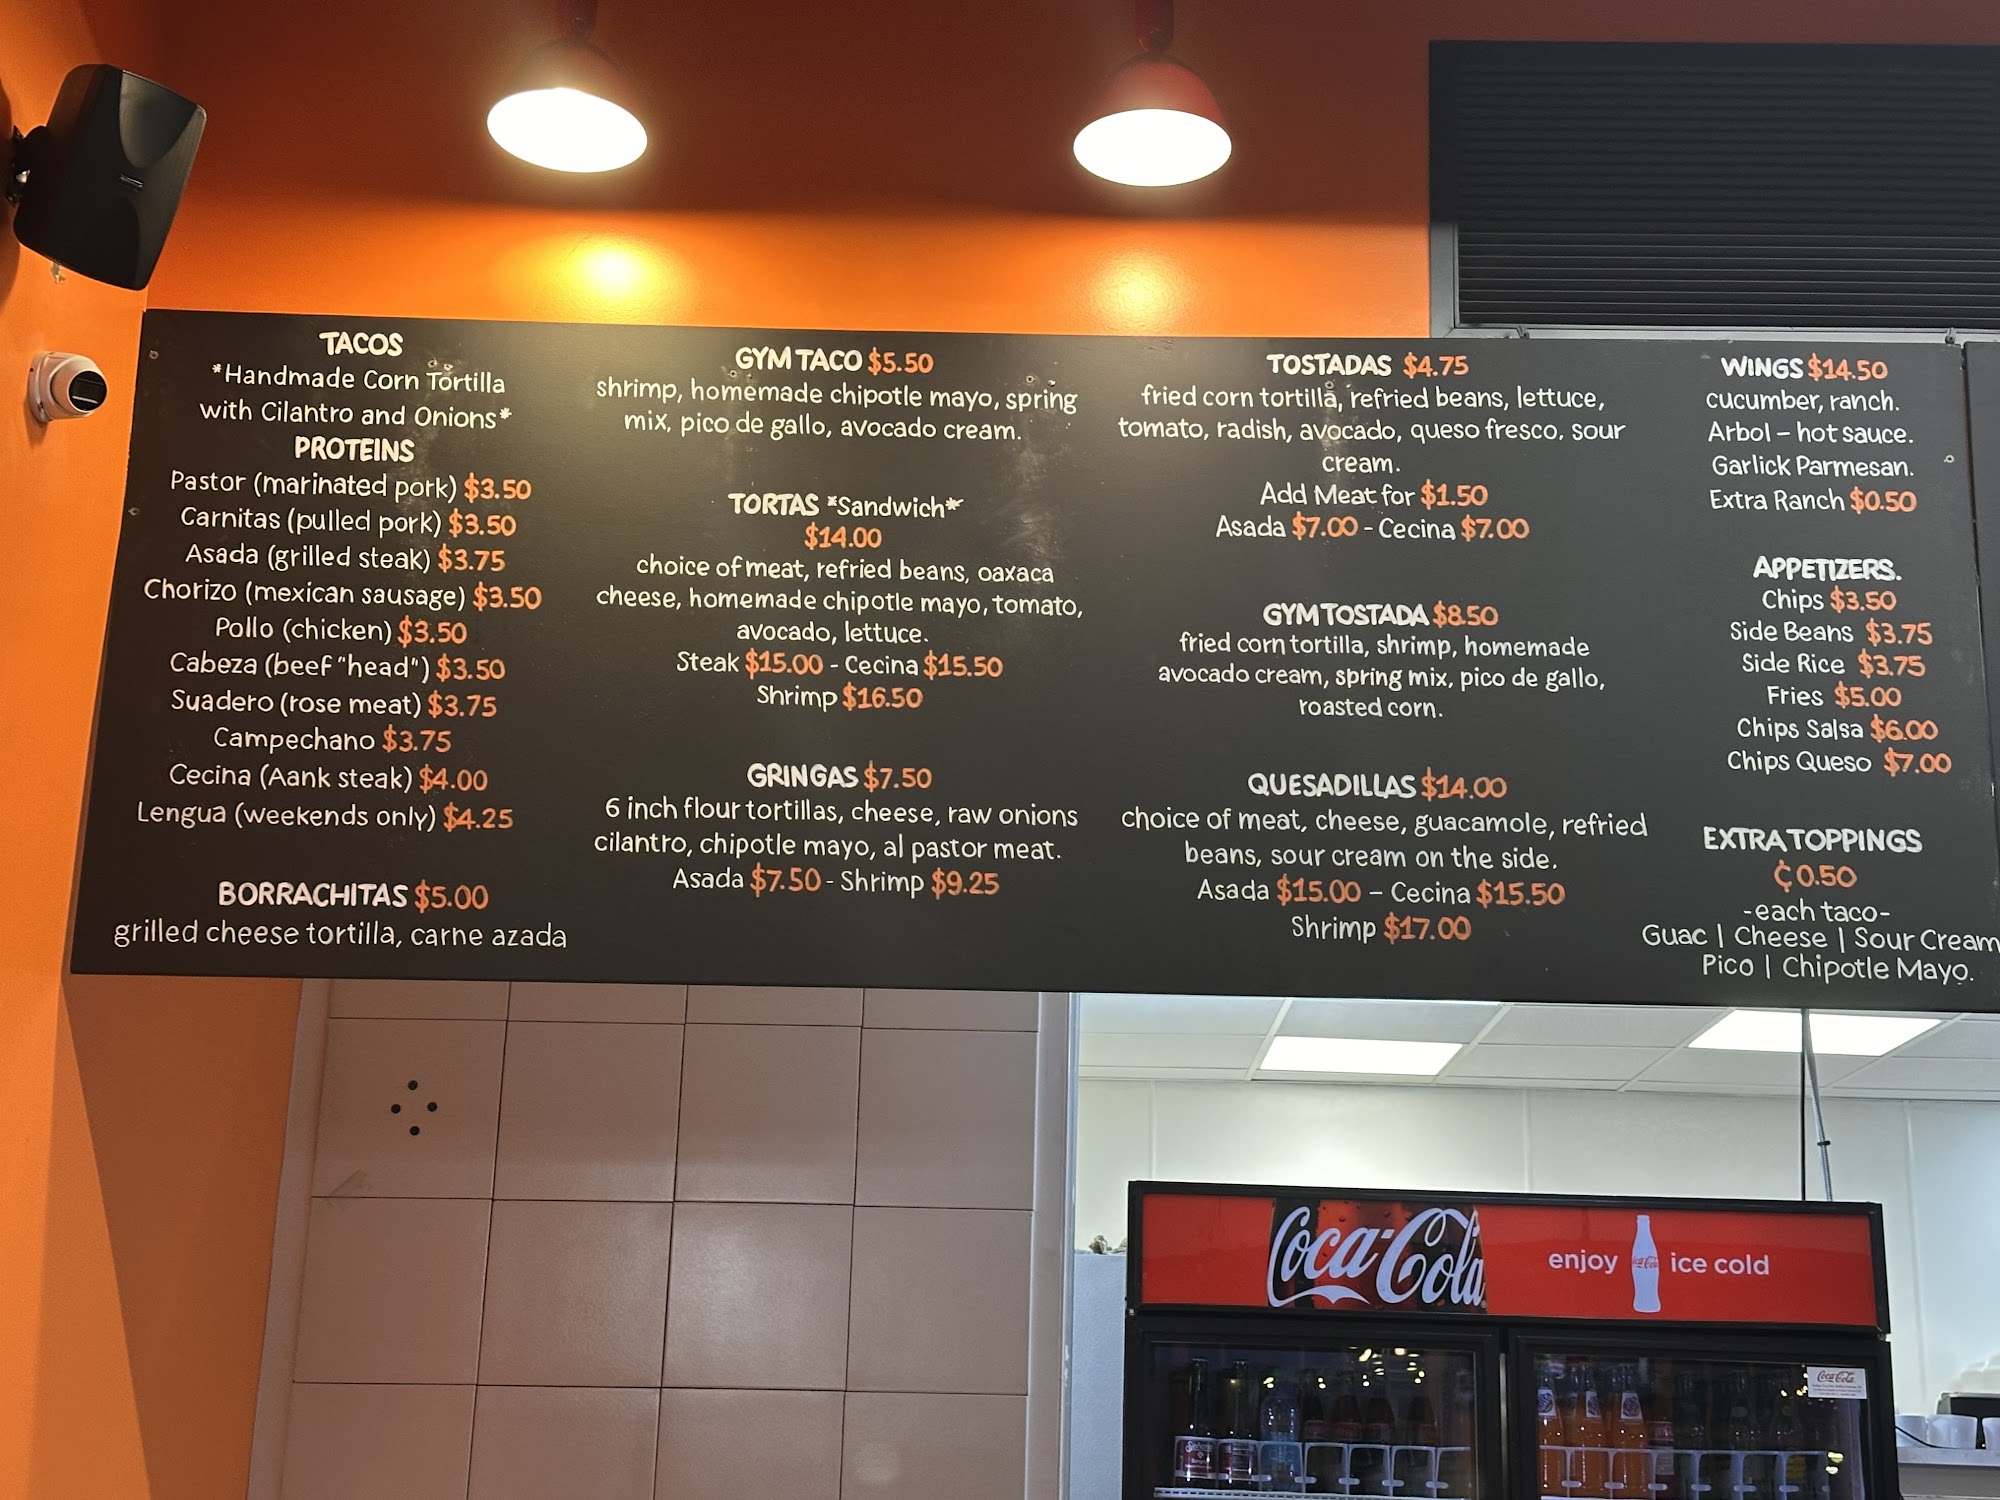 TACOS
*Handmade Corn Tortilla
with Cilantro and Onions*
PROTEINS
Pastor (marinated pork) $3.50
Carnitas (pulled pork) $3.50
Asada (grilled steak) $3.75
Chorizo (mexican sausage) $3.50
Pollo (chicken) $3.50
Cabeza (beef "head") $3.50
Suadero (rose meat) $3.75
Campechano $3.75
Cecina (Aank steak) $4.00
Lengua (weekends only) $4.25
BORRACHITAS $5.00
grilled cheese tortilla, carne azada
GYM TACO $5.50
shrimp, homemade chipotle mayo, spring
mix, pico de gallo, avocado cream.
TORTAS *Sandwich*
$14.00
choice of meat, refried beans, oaxaca
cheese, homemade chipotle mayo, tomato,
avocado, lettuce.
Steak $15.00 - Cecina $15.50
Shrimp $16.50
GRINGAS $7.50
6 inch flour tortillas, cheese, raw onions
cilantro, chipotle mayo, al pastor meat.
Asada $7.50 - Shrimp $9.25
TOSTADAS $4.75
fried corn tortilla, refried beans, lettuce,
tomato, radish, avocado, queso fresco, sour
cream.
Add Meat for $1.50
Asada $7.00 - Cecina $7.00
GYM TOSTADA $8.50
fried corn tortilla, shrimp, homemade
avocado cream, spring mix, pico de gallo,
roasted corn.
QUESADILLAS $14.00
choice of meat, cheese, guacamole, refried
beans, sour cream on the side.
Asada $15.00 - Cecina $15.50
Shrimp $17.00
WINGS $14.50
cucumber, ranch.
Arbol - hot sauce.
Garlick Parmesan.
Extra Ranch $0.50
APPETIZERS.
Chips $3.50
Side Beans $3.75
Side Rice $3.75
Fries $5.00
Chips Salsa $6.00
Chips Queso $7.00
EXTRA TOPPINGS
₵0.50
-each taco-
Guac | Cheese | Sour Cream
Pico | Chipotle Mayo.
Coca-Cola
enjoy Coca-Cola ice cold
Coca-Cola